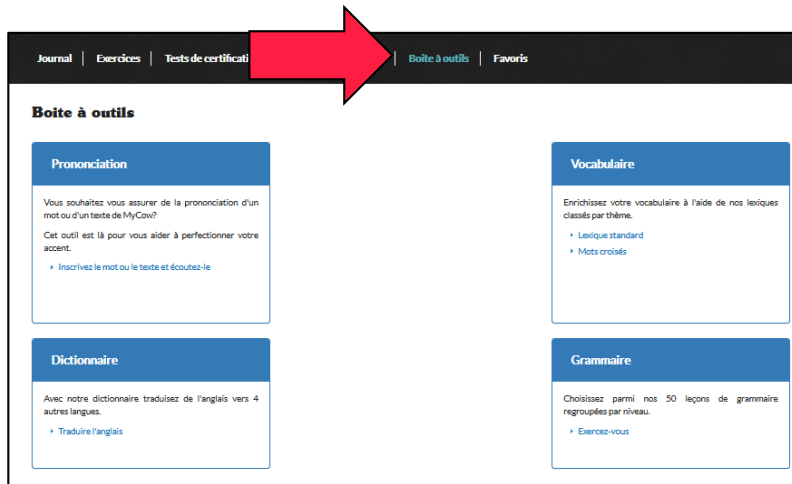 Journal | Exercices | Tests de certificati | Boite à outils | Favoris
Boite à outils
Prononciation
Vous souhaitez vous assurer de la prononciation d'un
mot ou d'un texte de MyCow?
Cet outil est là pour vous aider à perfectionner votre
accent.
Inscrivez le mot ou le texte et écoutez-le
Vocabulaire
Enrichissez votre vocabulaire à l'aide de nos lexiques
classés par thème.
Lexique standard
Mots croisés
Dictionnaire
Avec notre dictionnaire traduisez de l'anglais vers 4
autres langues.
Traduire l'anglais
Grammaire
Choisissez parmi nos 50 leçons de grammaire
regroupées par niveau.
Exercez-vous